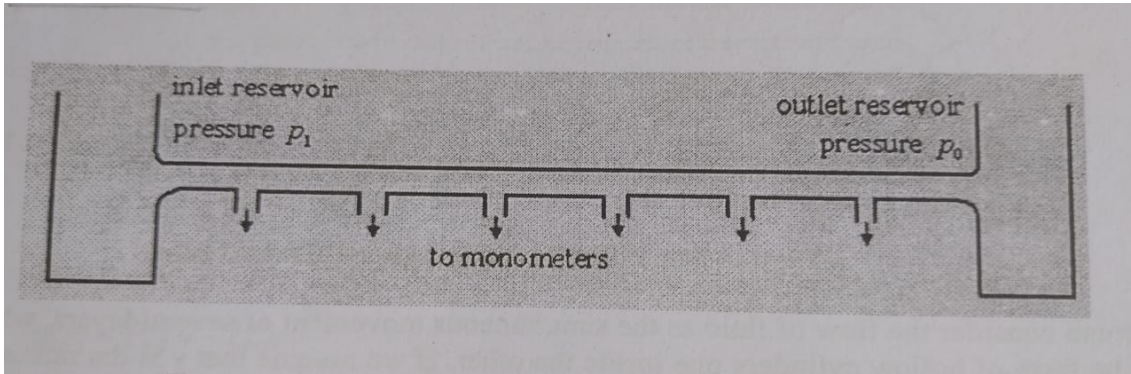 inlet reservoir
pressure p₁
outlet reservoir
pressure p₀
to monometers